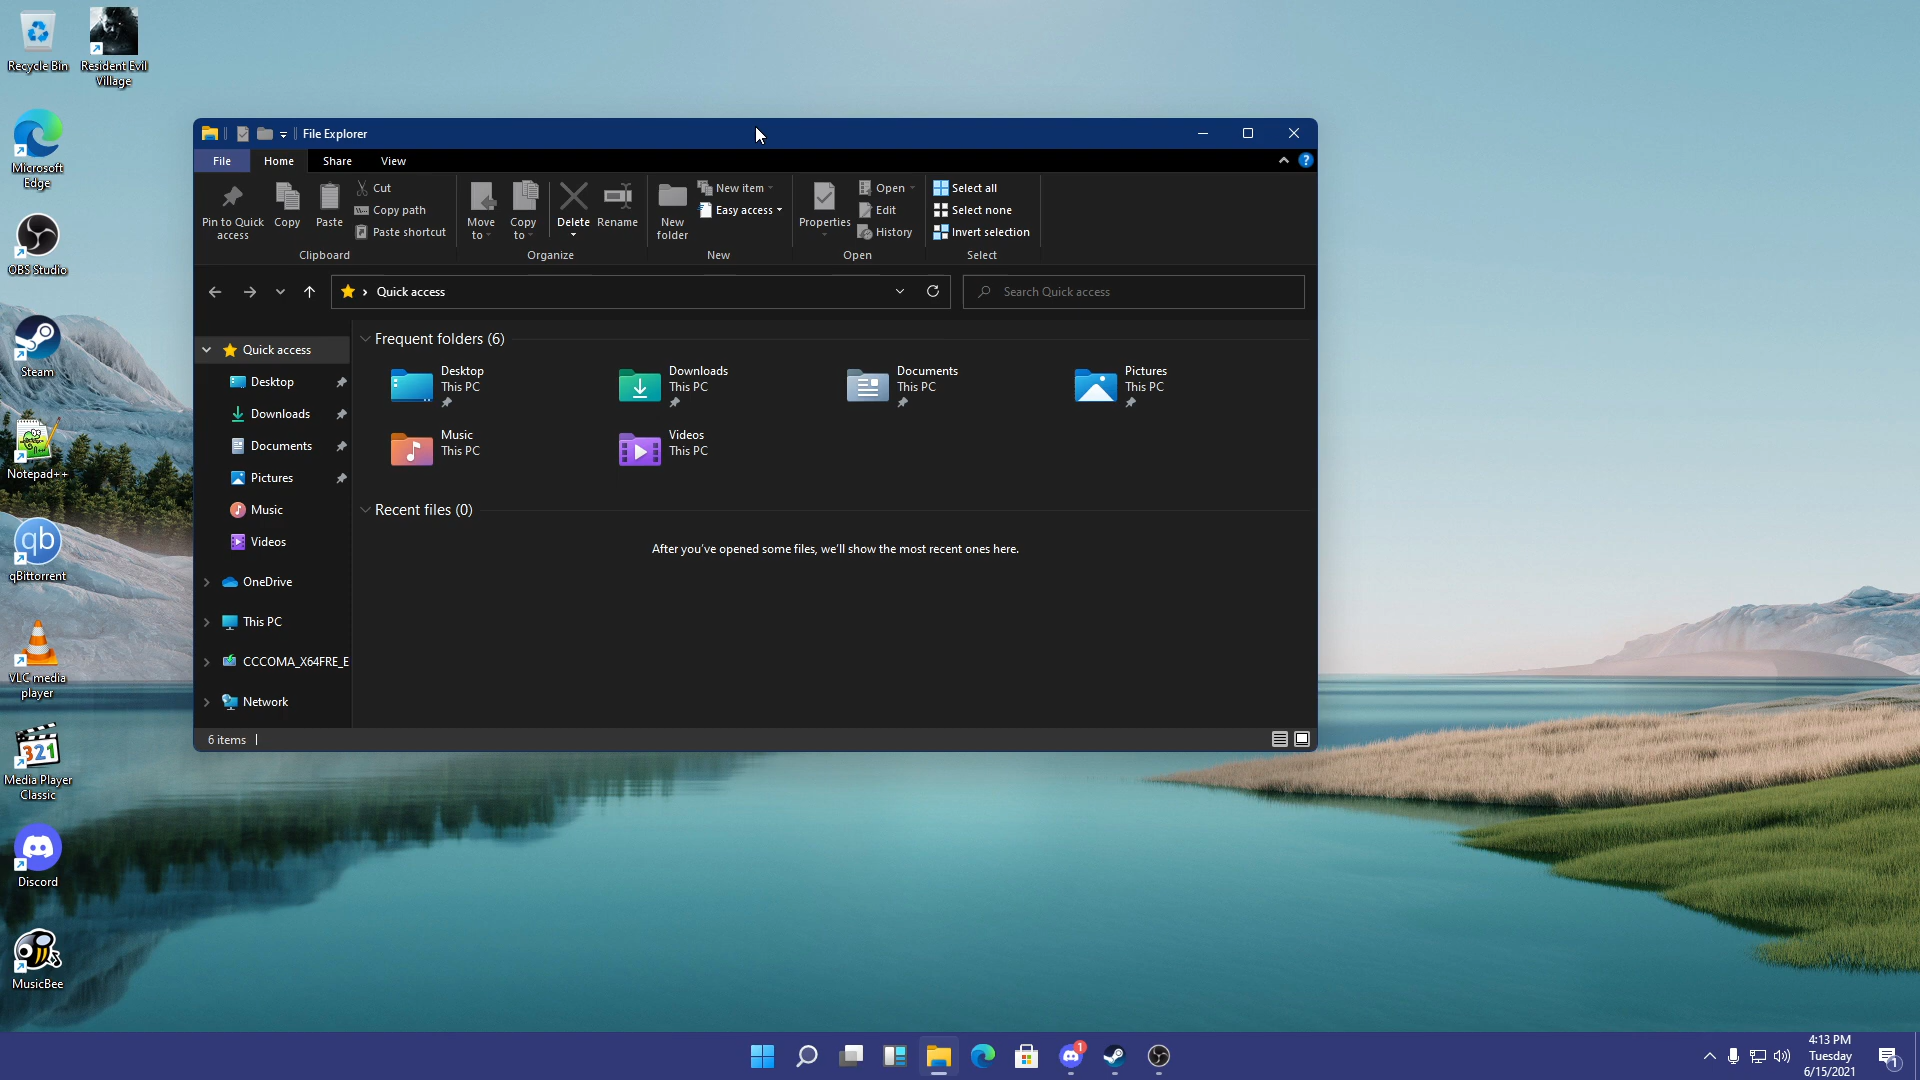 Recycle Bin
Resident Evil
Village
Microsoft
Edge
OBS Studio
Steam
Notepad++
qb
qBittorrent
VLC media
player
321
Media Player
Classic
Discord
MusicBee
File Explorer
File
Home
Share
View
?
Pin to Quick
access
Copy
Paste
Cut
Copy path
Paste shortcut
Clipboard
Move
to
Copy
to
Delete
Rename
Organize
New
folder
New item
Easy access
New
Properties
Open
Edit
History
Open
Select all
Select none
Invert selection
Select
Quick access
Search Quick access
Quick access
Desktop
Downloads
Documents
Pictures
Music
Videos
OneDrive
This PC
CCCOMA_X64FRE_E
Network
Frequent folders (6)
Desktop
This PC
Downloads
This PC
Documents
This PC
Pictures
This PC
Music
This PC
Videos
This PC
Recent files (0)
After you've opened some files, we'll show the most recent ones here.
6 items
1
4:13 PM
Tuesday
6/15/2021
1